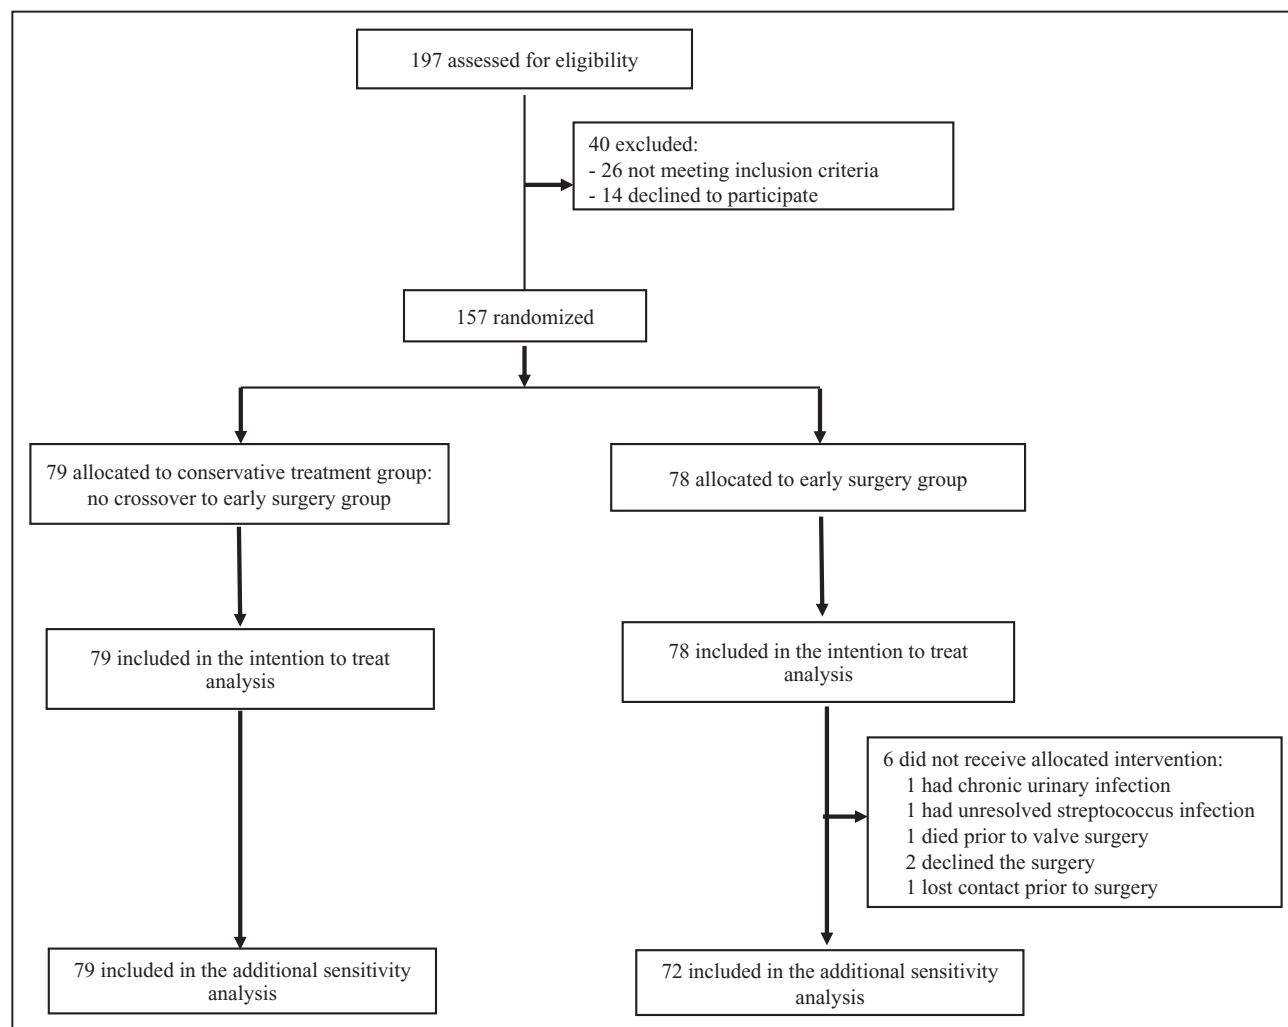 197 assessed for eligibility
40 excluded:
- 26 not meeting inclusion criteria
- 14 declined to participate
157 randomized
79 allocated to conservative treatment group:
no crossover to early surgery group
78 allocated to early surgery group
79 included in the intention to treat
analysis
78 included in the intention to treat
analysis
6 did not receive allocated intervention:
1 had chronic urinary infection
1 had unresolved streptococcus infection
1 died prior to valve surgery
2 declined the surgery
1 lost contact prior to surgery
79 included in the additional sensitivity
analysis
72 included in the additional sensitivity
analysis